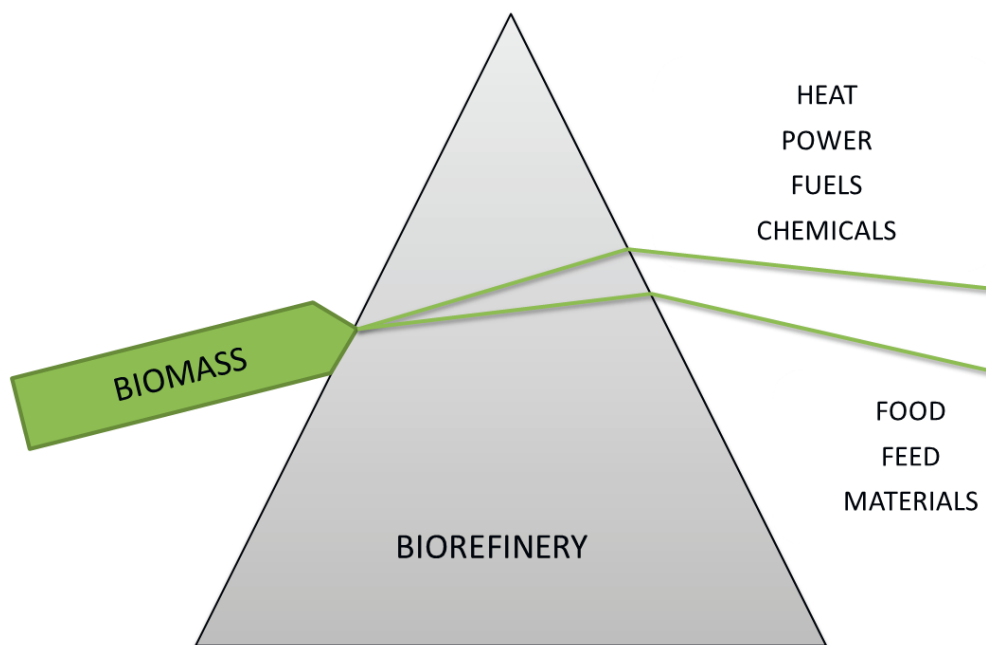 HEAT
POWER
FUELS
CHEMICALS
BIOMASS
FOOD
FEED
MATERIALS
BIOREFINERY